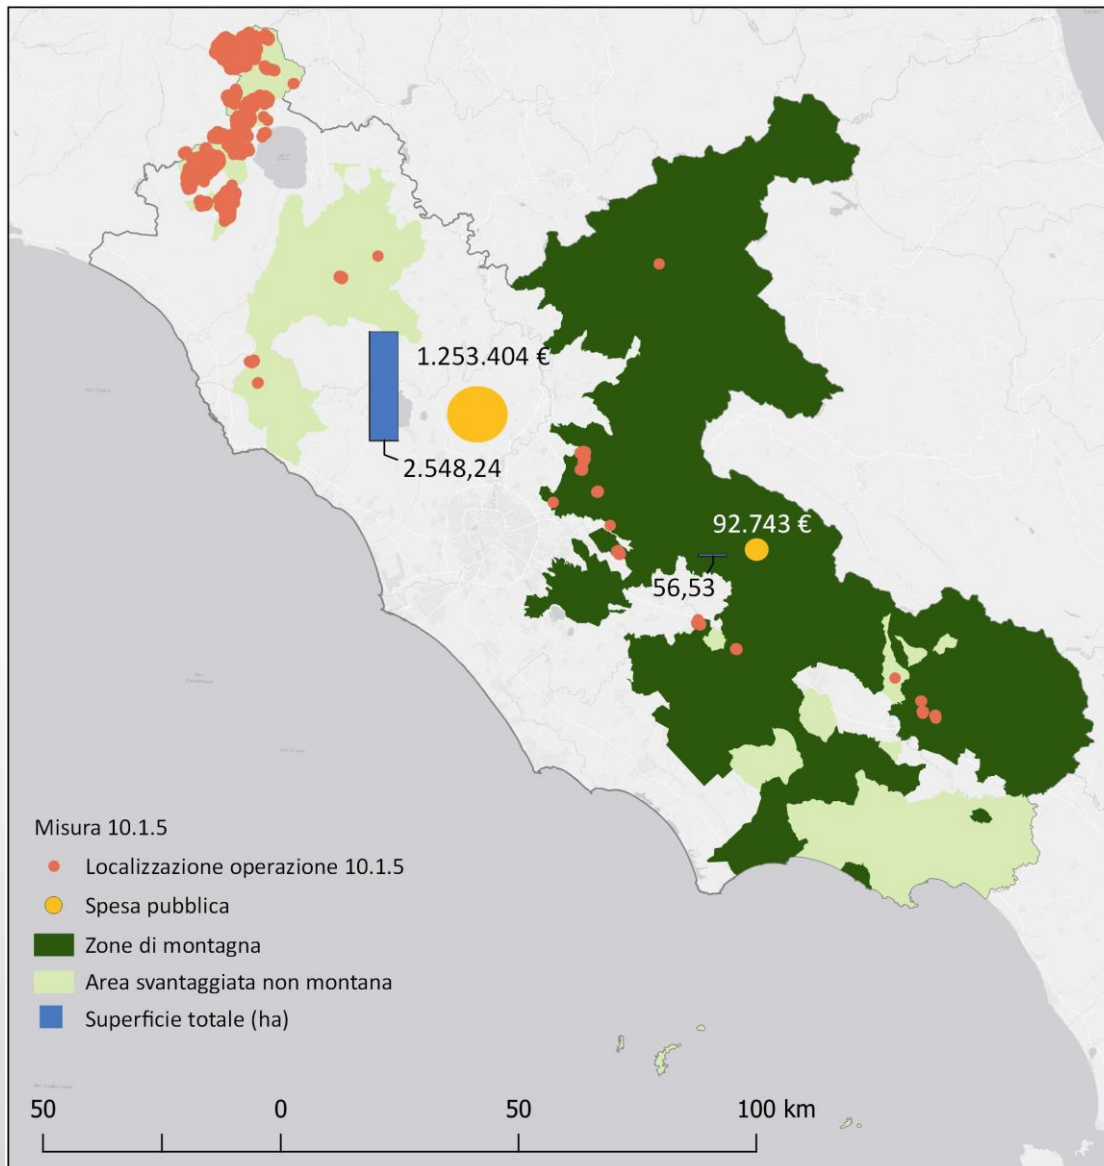 1.253.404 €
2.548,24
92.743 €
56,53
Misura 10.1.5
Localizzazione operazione 10.1.5
Spesa pubblica
Zone di montagna
Area svantaggiata non montana
Superficie totale (ha)
50 0 50 100 km